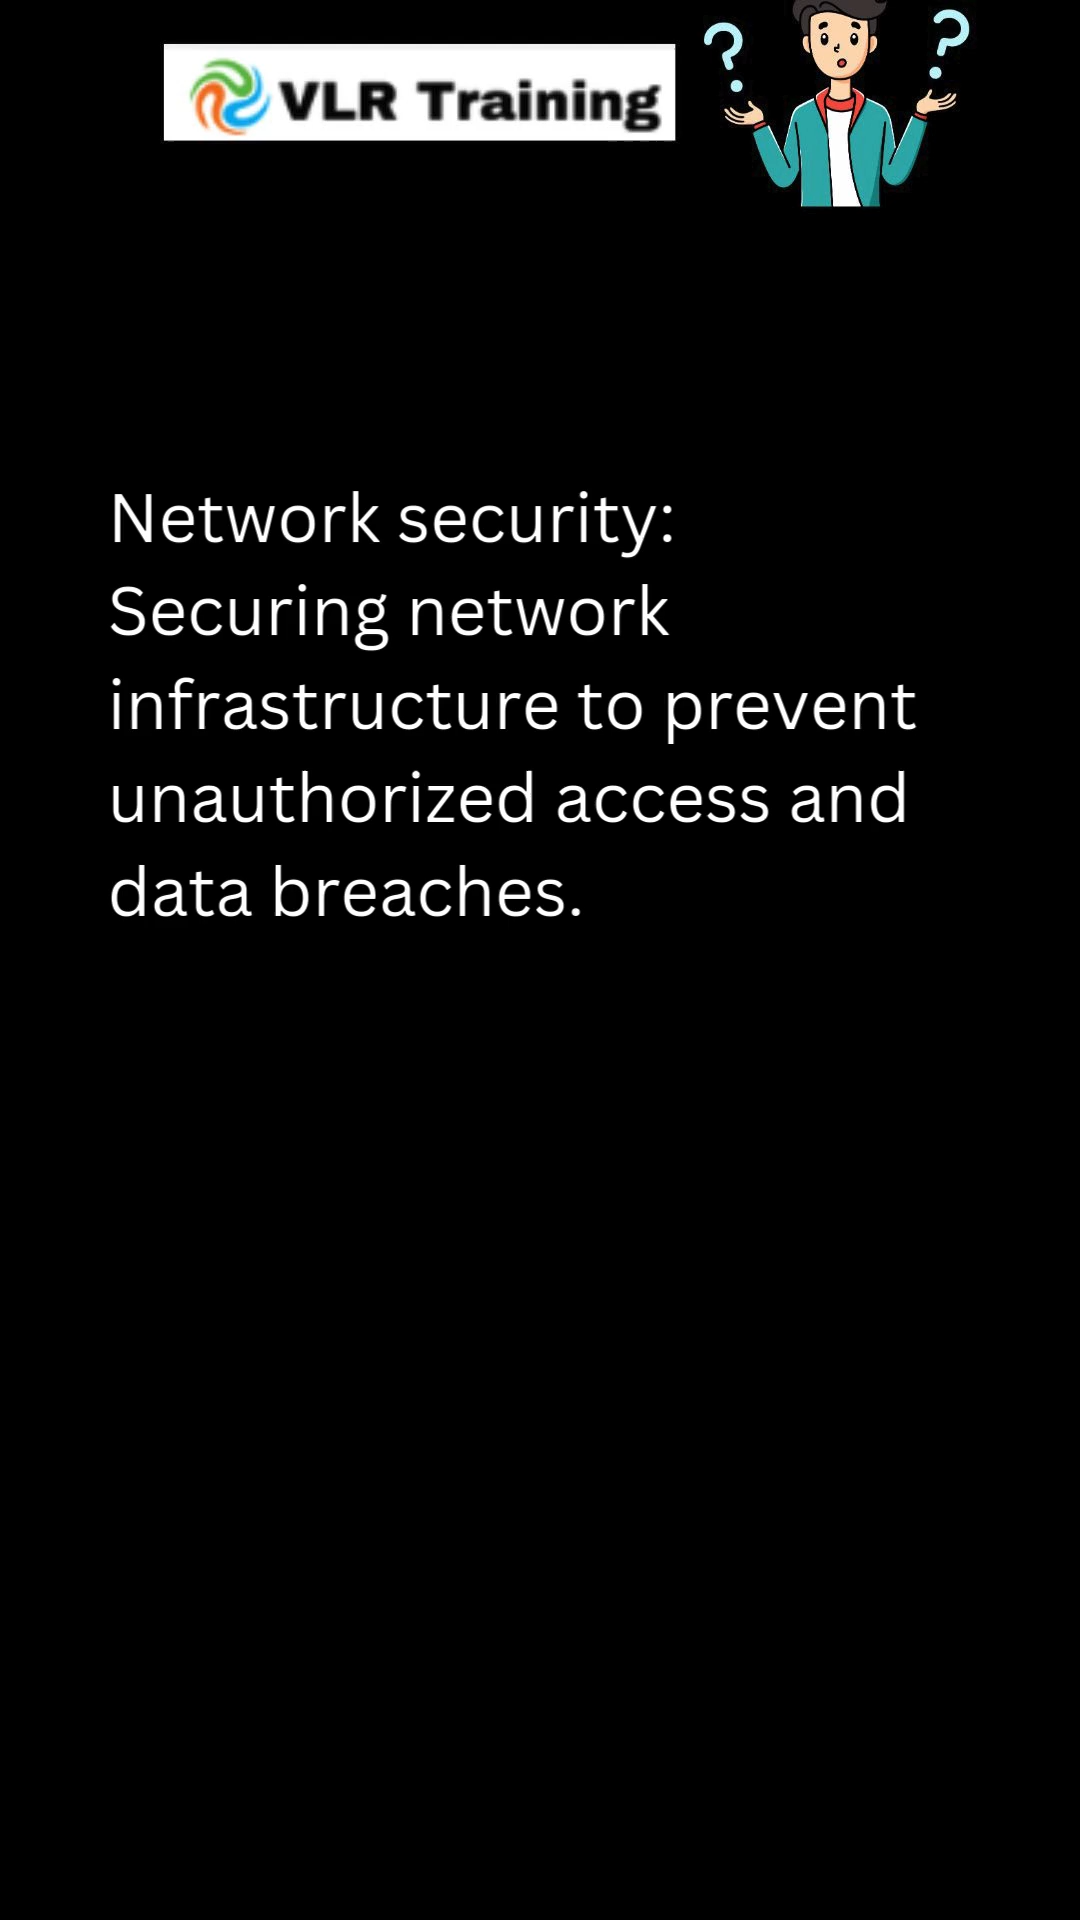 VLR Training
Network security:
Securing network
infrastructure to prevent
unauthorized access and
data breaches.